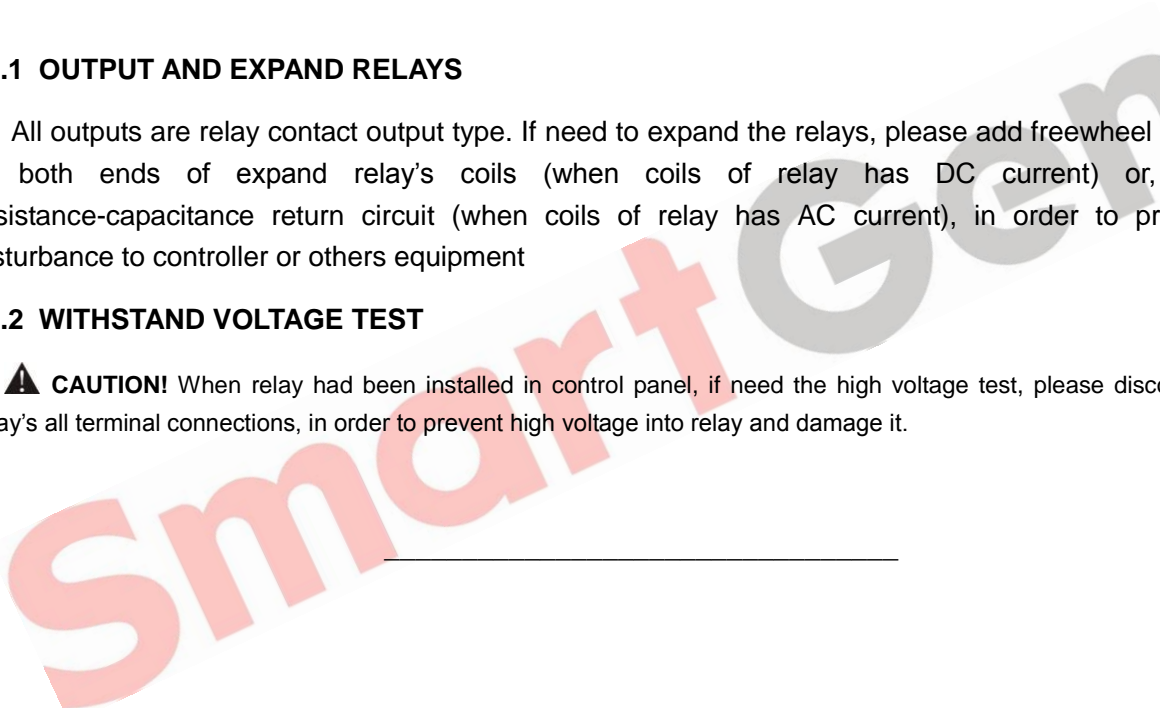 .1 OUTPUT AND EXPAND RELAYS
All outputs are relay contact output type. If need to expand the relays, please add freewheel
both ends of expand relay's coils (when coils of relay has DC current) or,
sistance-capacitance return circuit (when coils of relay has AC current), in order to pr
sturbance to controller or others equipment
.2 WITHSTAND VOLTAGE TEST
CAUTION! When relay had been installed in control panel, if need the high voltage test, please disco
ay's all terminal connections, in order to prevent high voltage into relay and damage it.
SmartGen